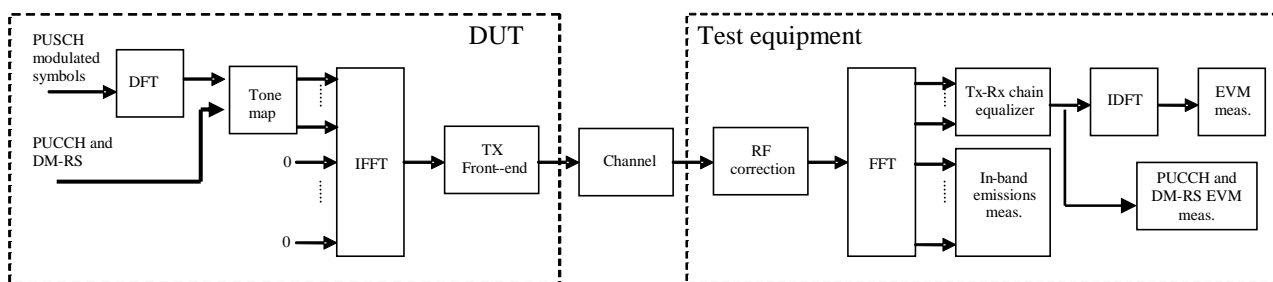 DUT
Test equipment
PUSCH
modulated
symbols
DFT
Tone
map
PUCCH and
DM-RS
0
0
IFFT
TX
Front--end
Channel
RF
correction
FFT
Tx-Rx chain
equalizer
IDFT
EVM
meas.
In-band
emissions
meas.
PUCCH and
DM-RS EVM
meas.